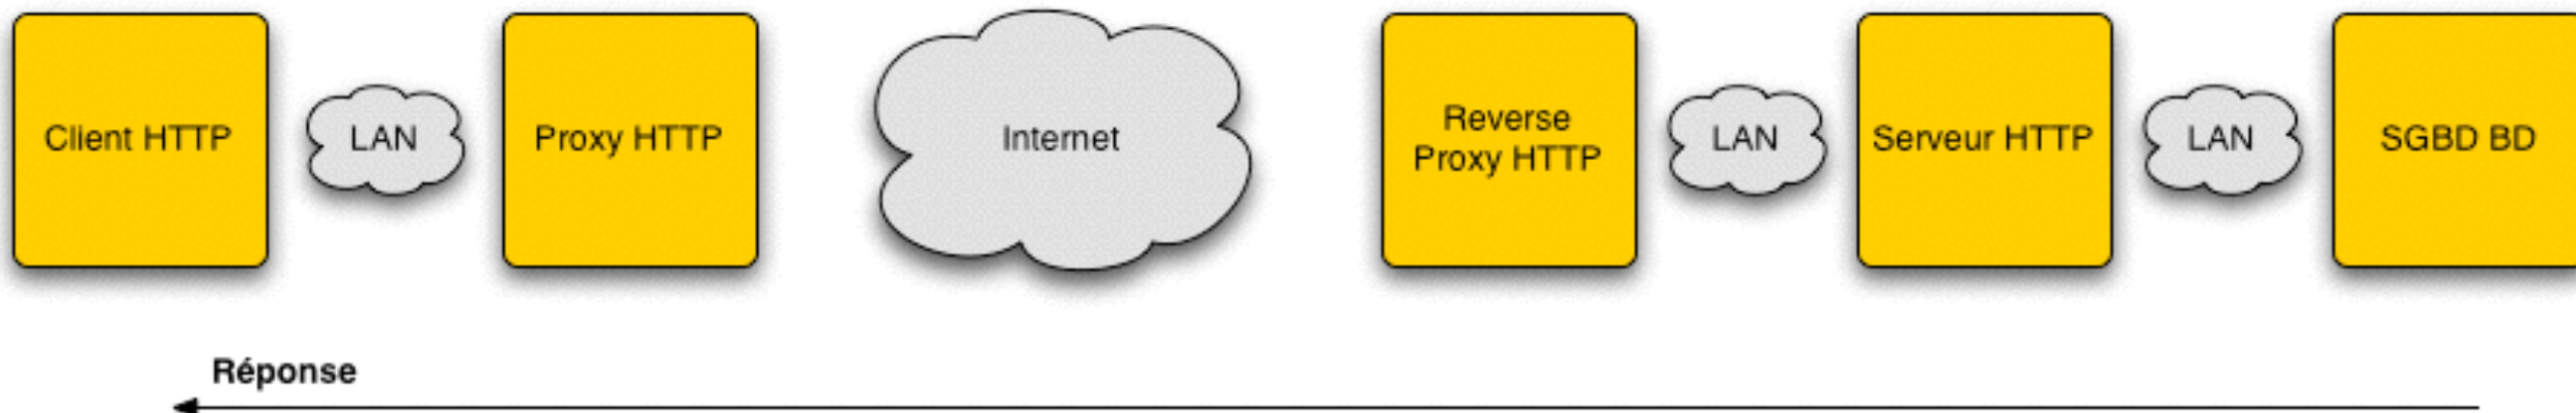 Client HTTP
LAN
Proxy HTTP
Internet
Reverse
Proxy HTTP
LAN
Serveur HTTP
LAN
SGBD BD
Réponse